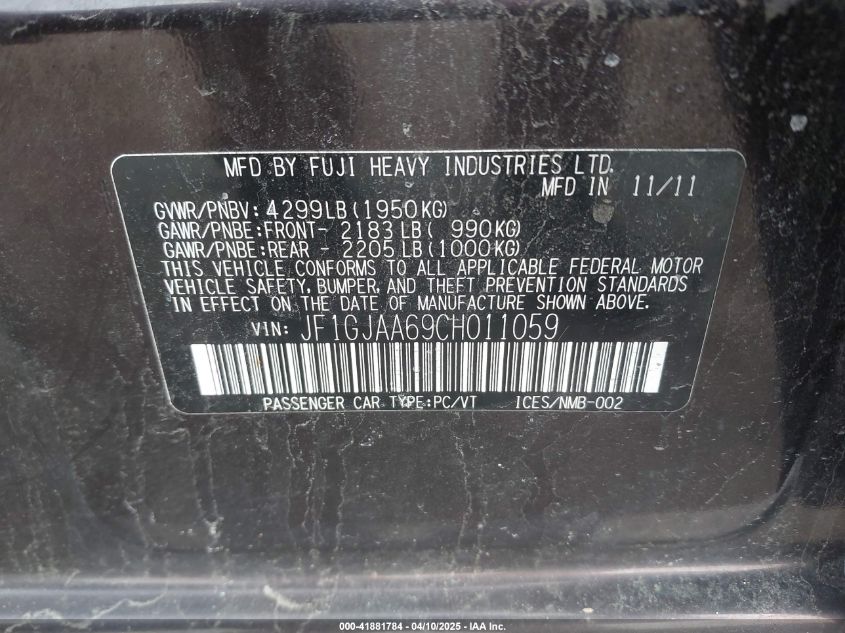 MFD BY FUJI HEAVY INDUSTRIES LTD.
MFD IN 11/11
GVWR/PNBV: 4299LB(1950KG)
GAWR/PNBE:FRONT- 2183LB( 990KG)
GAWR/PNBE:REAR - 2205LB(1000KG)
THIS VEHICLE CONFORMS TO ALL APPLICABLE FEDERAL MOTOR
VEHICLE SAFETY, BUMPER, AND THEFT PREVENTION STANDARDS
IN EFFECT ON THE DATE OF MANUFACTURE SHOWN ABOVE.
VIN: JF1GJAA69CH011059
PASSENGER CAR TYPE:PC/VT ICES/NMB-002
000-41881784 - 04/10/2025 - IAA Inc.